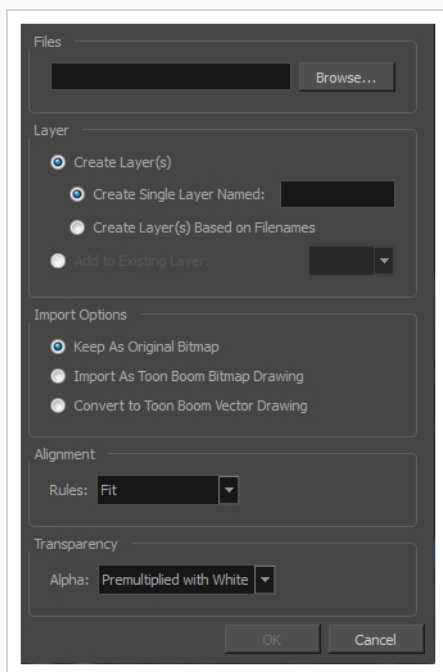 Files
Browse...
Layer
Create Layer(s)
Create Single Layer Named:
Create Layer(s) Based on Filenames
Add to Existing Layer:
Import Options
Keep As Original Bitmap
Import As Toon Boom Bitmap Drawing
Convert to Toon Boom Vector Drawing
Alignment
Rules: Fit
Transparency
Alpha: Premultiplied with White
OK Cancel